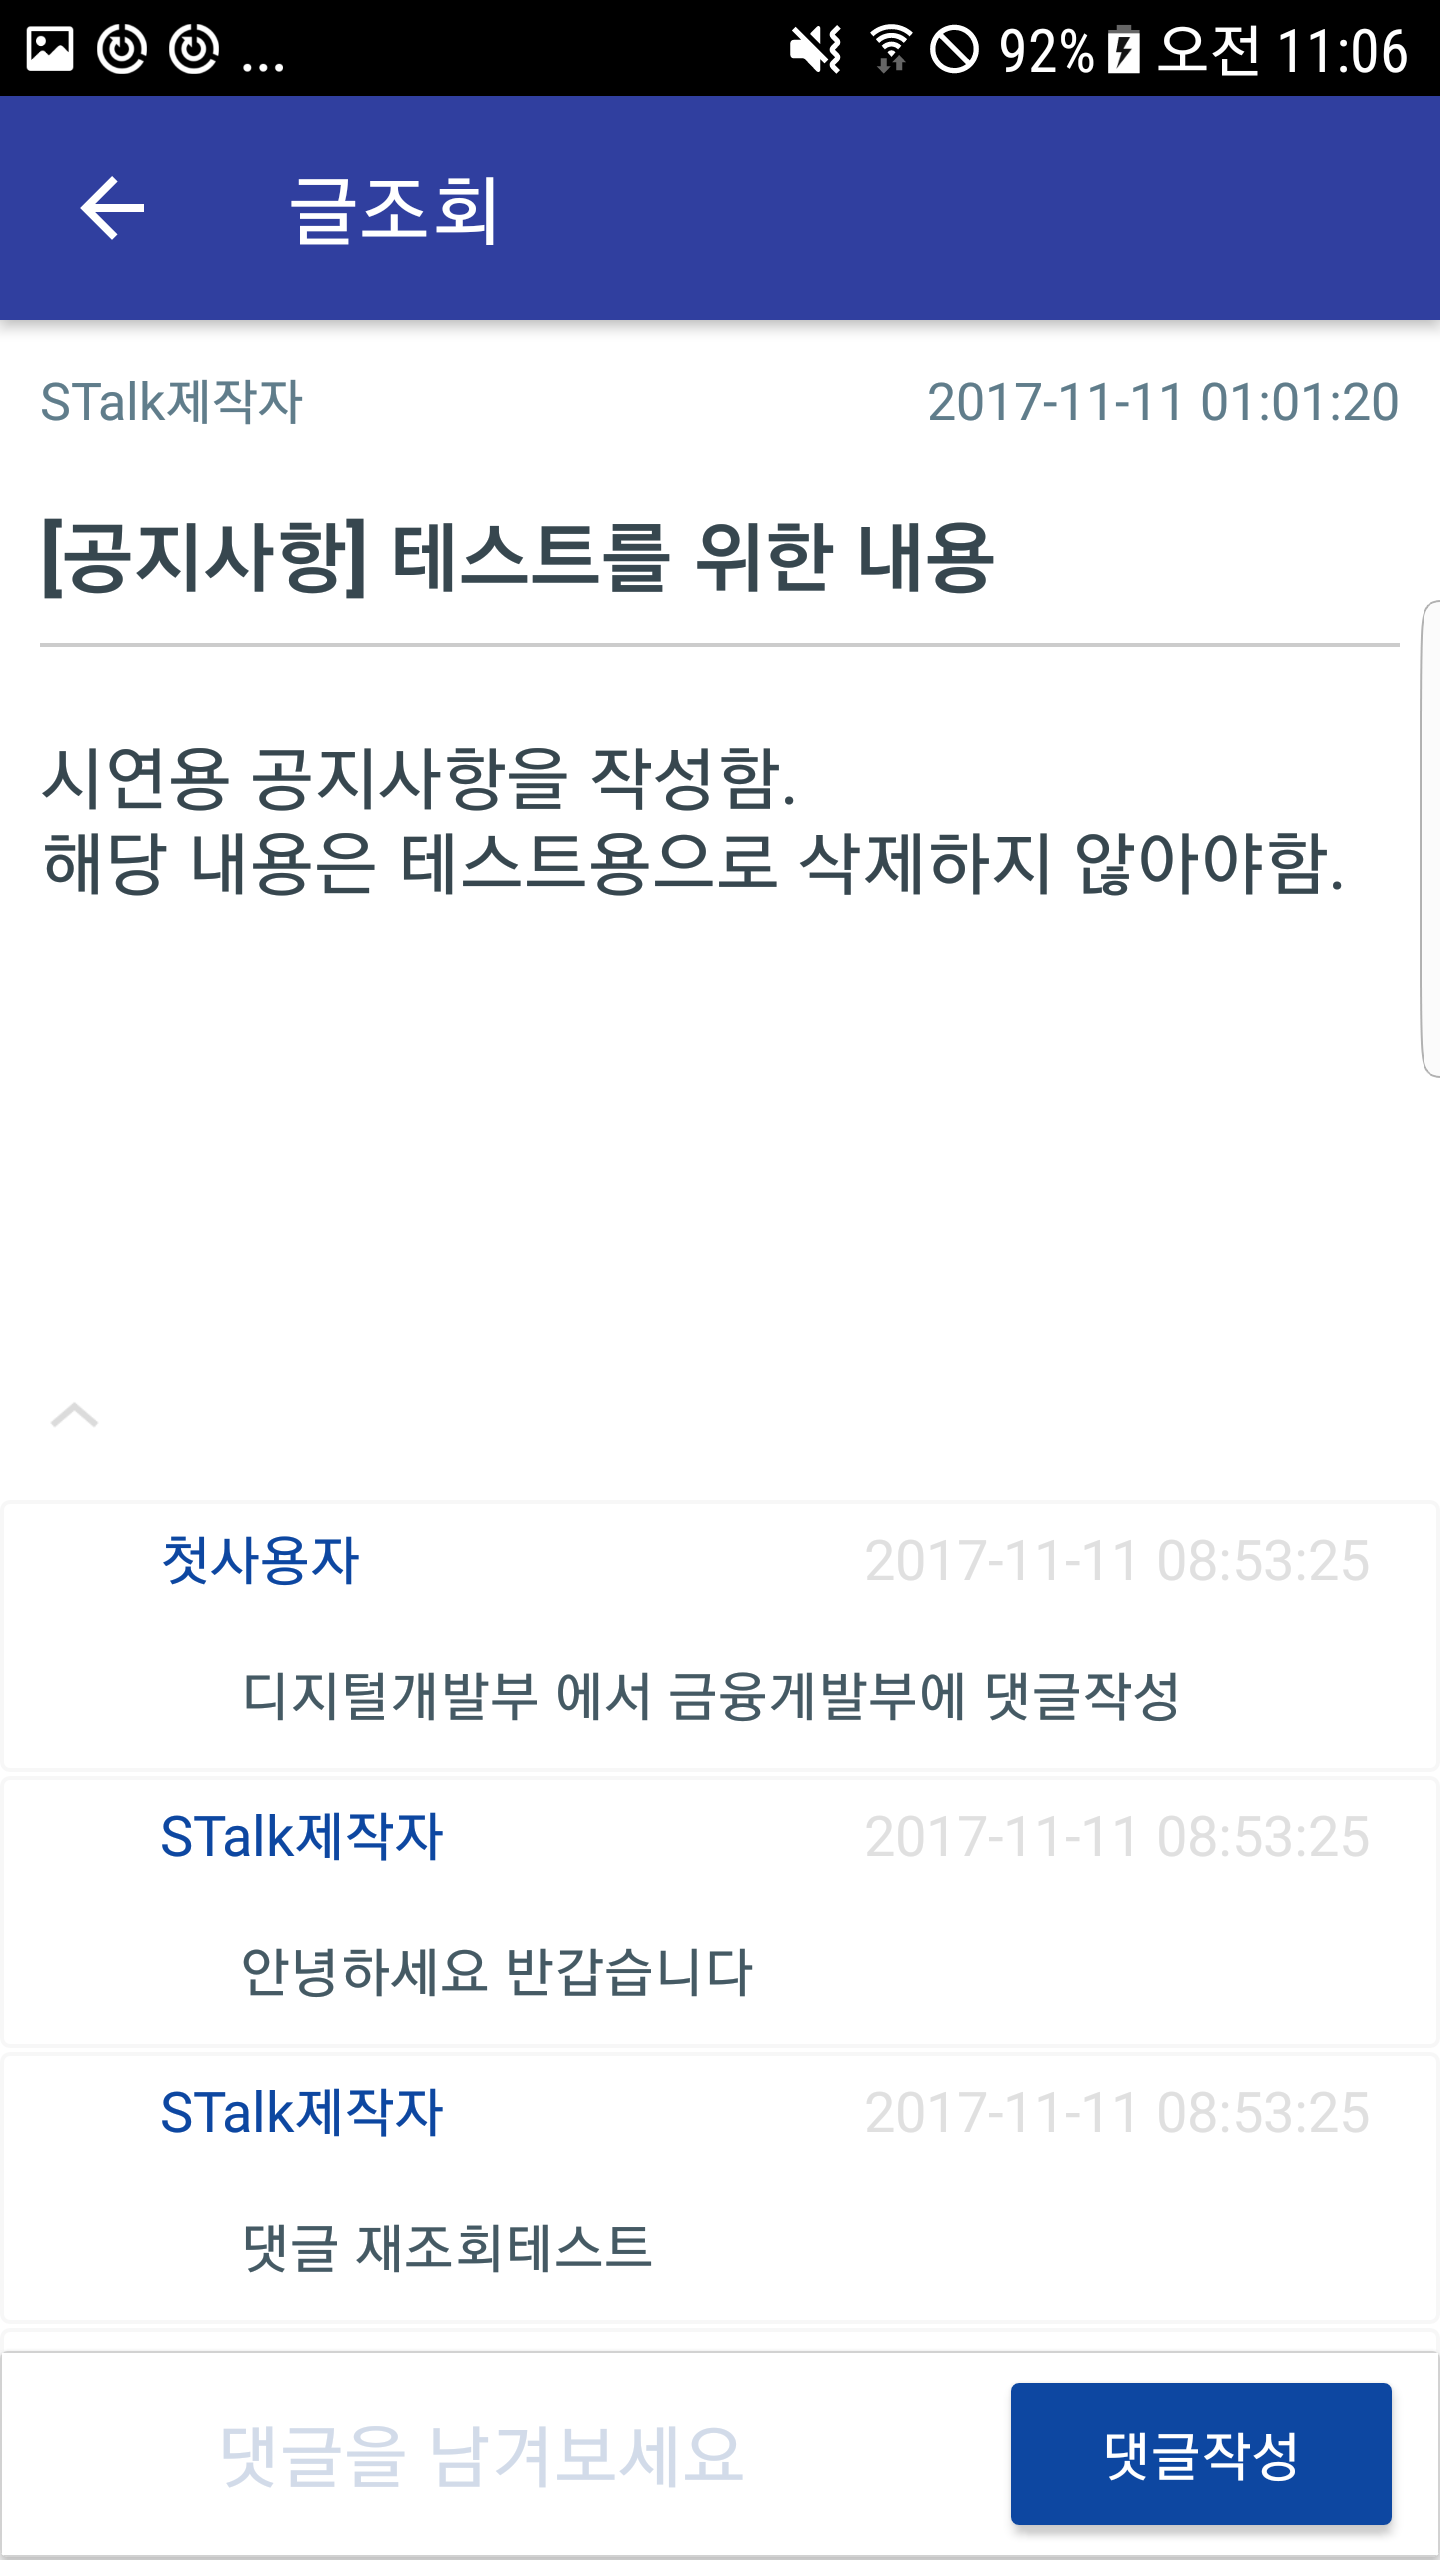 ... 92% 오전 11:06
글조회
STalk제작자 2017-11-11 01:01:20
[공지사항] 테스트를 위한 내용
시연용 공지사항을 작성함.
해당 내용은 테스트용으로 삭제하지 않아야함.
첫사용자 2017-11-11 08:53:25
디지털개발부 에서 금융게발부에 댓글작성
STalk제작자 2017-11-11 08:53:25
안녕하세요 반갑습니다
STalk제작자 2017-11-11 08:53:25
댓글 재조회테스트
댓글을 남겨보세요 댓글작성